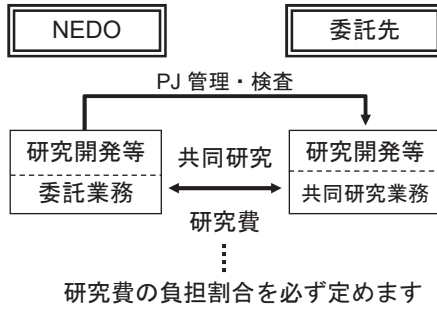 NEDO
委託先
PJ 管理・検査
研究開発等
委託業務
共同研究
研究費
研究開発等
共同研究業務
研究費の負担割合を必ず定めます